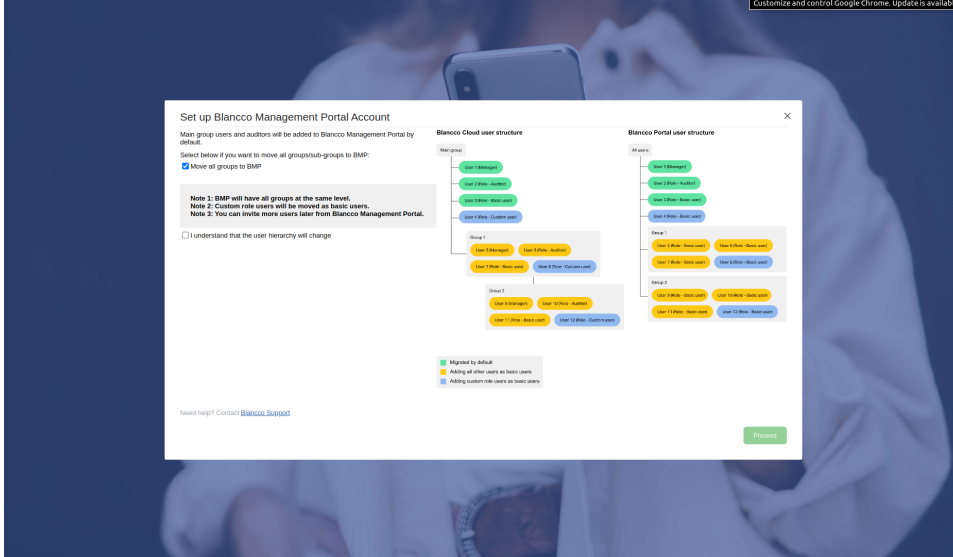 Customize and control Google Chrome. Update is availab
Set up Blancco Management Portal Account
Main group users and auditors will be added to Blancco Management Portal by
default.
Select below if you want to move all groups/sub-groups to BMP:
Move all groups to BMP
Note 1: BMP will have all groups at the same level.
Note 2: Custom role users will be moved as basic users.
Note 3: You can invite more users later from Blancco Management Portal.
I understand that the user hierarchy will change
Blancco Cloud user structure
Main group
User 1 (Manager)
User 2 (Role - Auditor)
User 3 (Role - Basic user)
User 4 (Role - Custom user)
Group 1
User 5 (Manager) User 6 (Role - Auditor)
User 7 (Role - Basic user) User 8 (Role - Custom user)
Group 2
User 9 (Manager) User 10 (Role - Auditor)
User 11 (Role - Basic user) User 12 (Role - Custom user)
Migrated by default
Adding all other users as basic users
Adding custom role users as basic users
Blancco Portal user structure
All users
User 1 (Manager)
User 2 (Role - Auditor)
User 3 (Role - Basic user)
User 4 (Role - Basic user)
Group 1
User 5 (Role - Basic user) User 6 (Role - Basic user)
User 7 (Role - Basic user) User 8 (Role - Basic user)
Group 2
User 9 (Role - Basic user) User 10 (Role - Basic user)
User 11 (Role - Basic user) User 12 (Role - Basic user)
Need help? Contact Blancco Support
Proceed